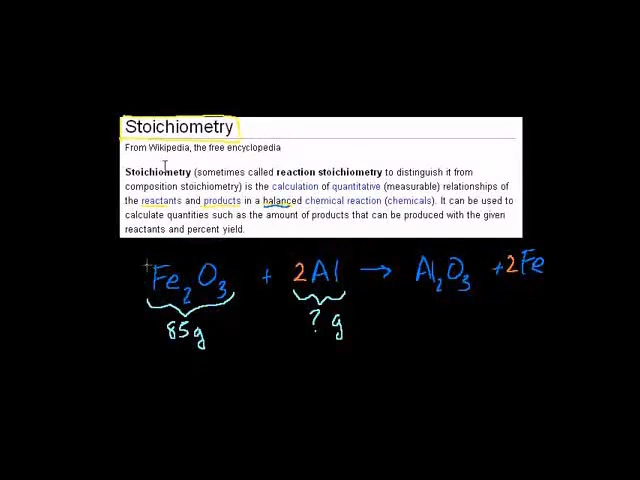 Stoichiometry
From Wikipedia, the free encyclopedia
Stoichiometry (sometimes called reaction stoichiometry to distinguish it from
composition stoichiometry) is the calculation of quantitative (measurable) relationships of
the reactants and products in a balanced chemical reaction (chemicals). It can be used to
calculate quantities such as the amount of products that can be produced with the given
reactants and percent yield.
Fe₂O₃ + 2Al → Al₂O₃ + 2Fe
85g ? g